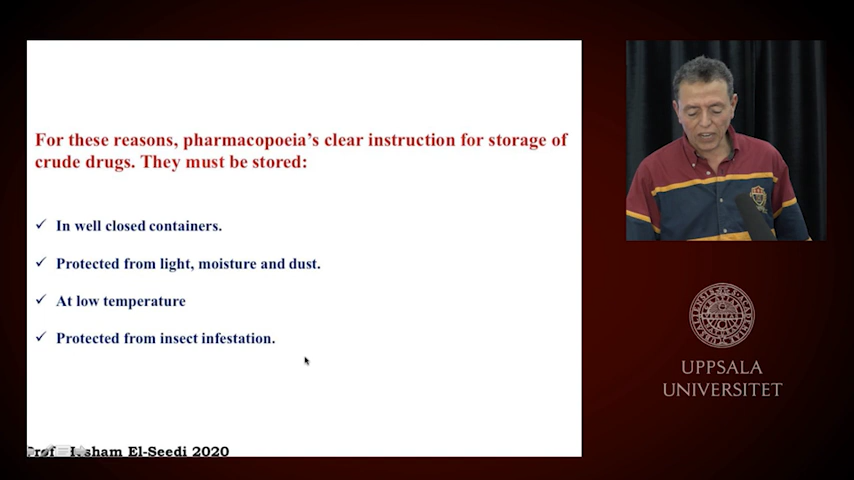 For these reasons, pharmacopoeia's clear instruction for storage of
crude drugs. They must be stored:
✓ In well closed containers.
✓ Protected from light, moisture and dust.
✓ At low temperature
✓ Protected from insect infestation.
El-Seedi 2020
UPPSALA
UNIVERSITET